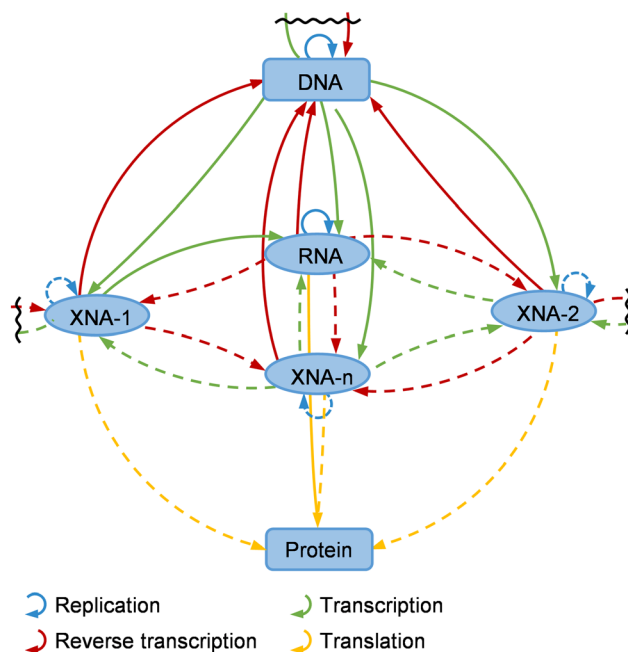 DNA
RNA
XNA-1
XNA-2
XNA-n
Protein
Replication
Transcription
Reverse transcription
Translation